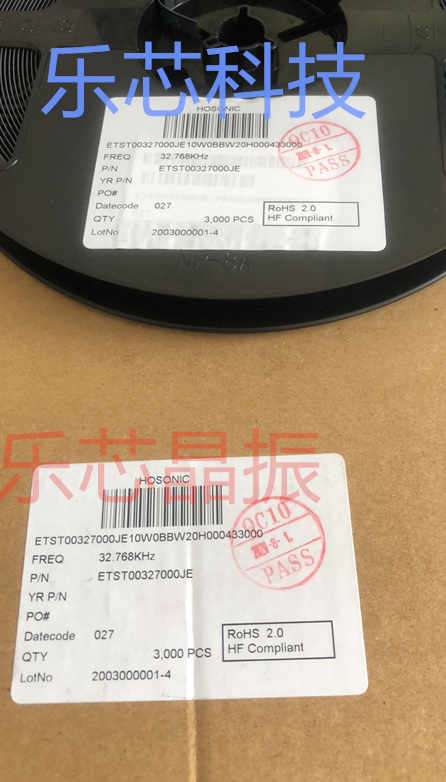 乐芯科技
HOSONIC
ETST00327000JE10W0BBW20H000433000
FREQ 32.768KHz
P/N ETST00327000JE
YR P/N
PO#
Datecode 027
QTY 3,000 PCS
LotNo 2003000001-4
RoHS 2.0
HF Compliant
QC10
PASS
NP-8A
乐芯晶振
HOSONIC
ETST00327000JE10W0BBW20H000433000
FREQ 32.768KHz
P/N ETST00327000JE
YR P/N
PO#
Datecode 027
QTY 3,000 PCS
LotNo 2003000001-4
RoHS 2.0
HF Compliant
QC10
PASS